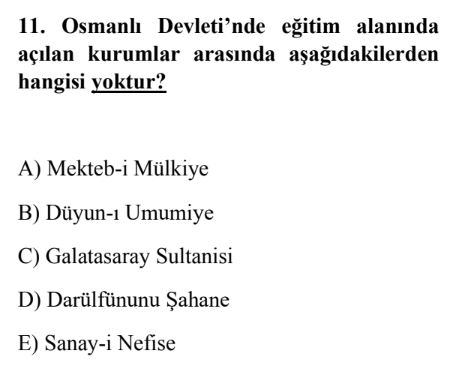 11. Osmanlı Devleti’nde eğitim alanında
açılan kurumlar arasında aşağıdakilerden
hangisi yoktur?
A) Mekteb-i Mülkiye
B) Düyun-ı Umumiye
C) Galatasaray Sultanisi
D) Darülfünunu Şahane
E) Sanay-i Nefise